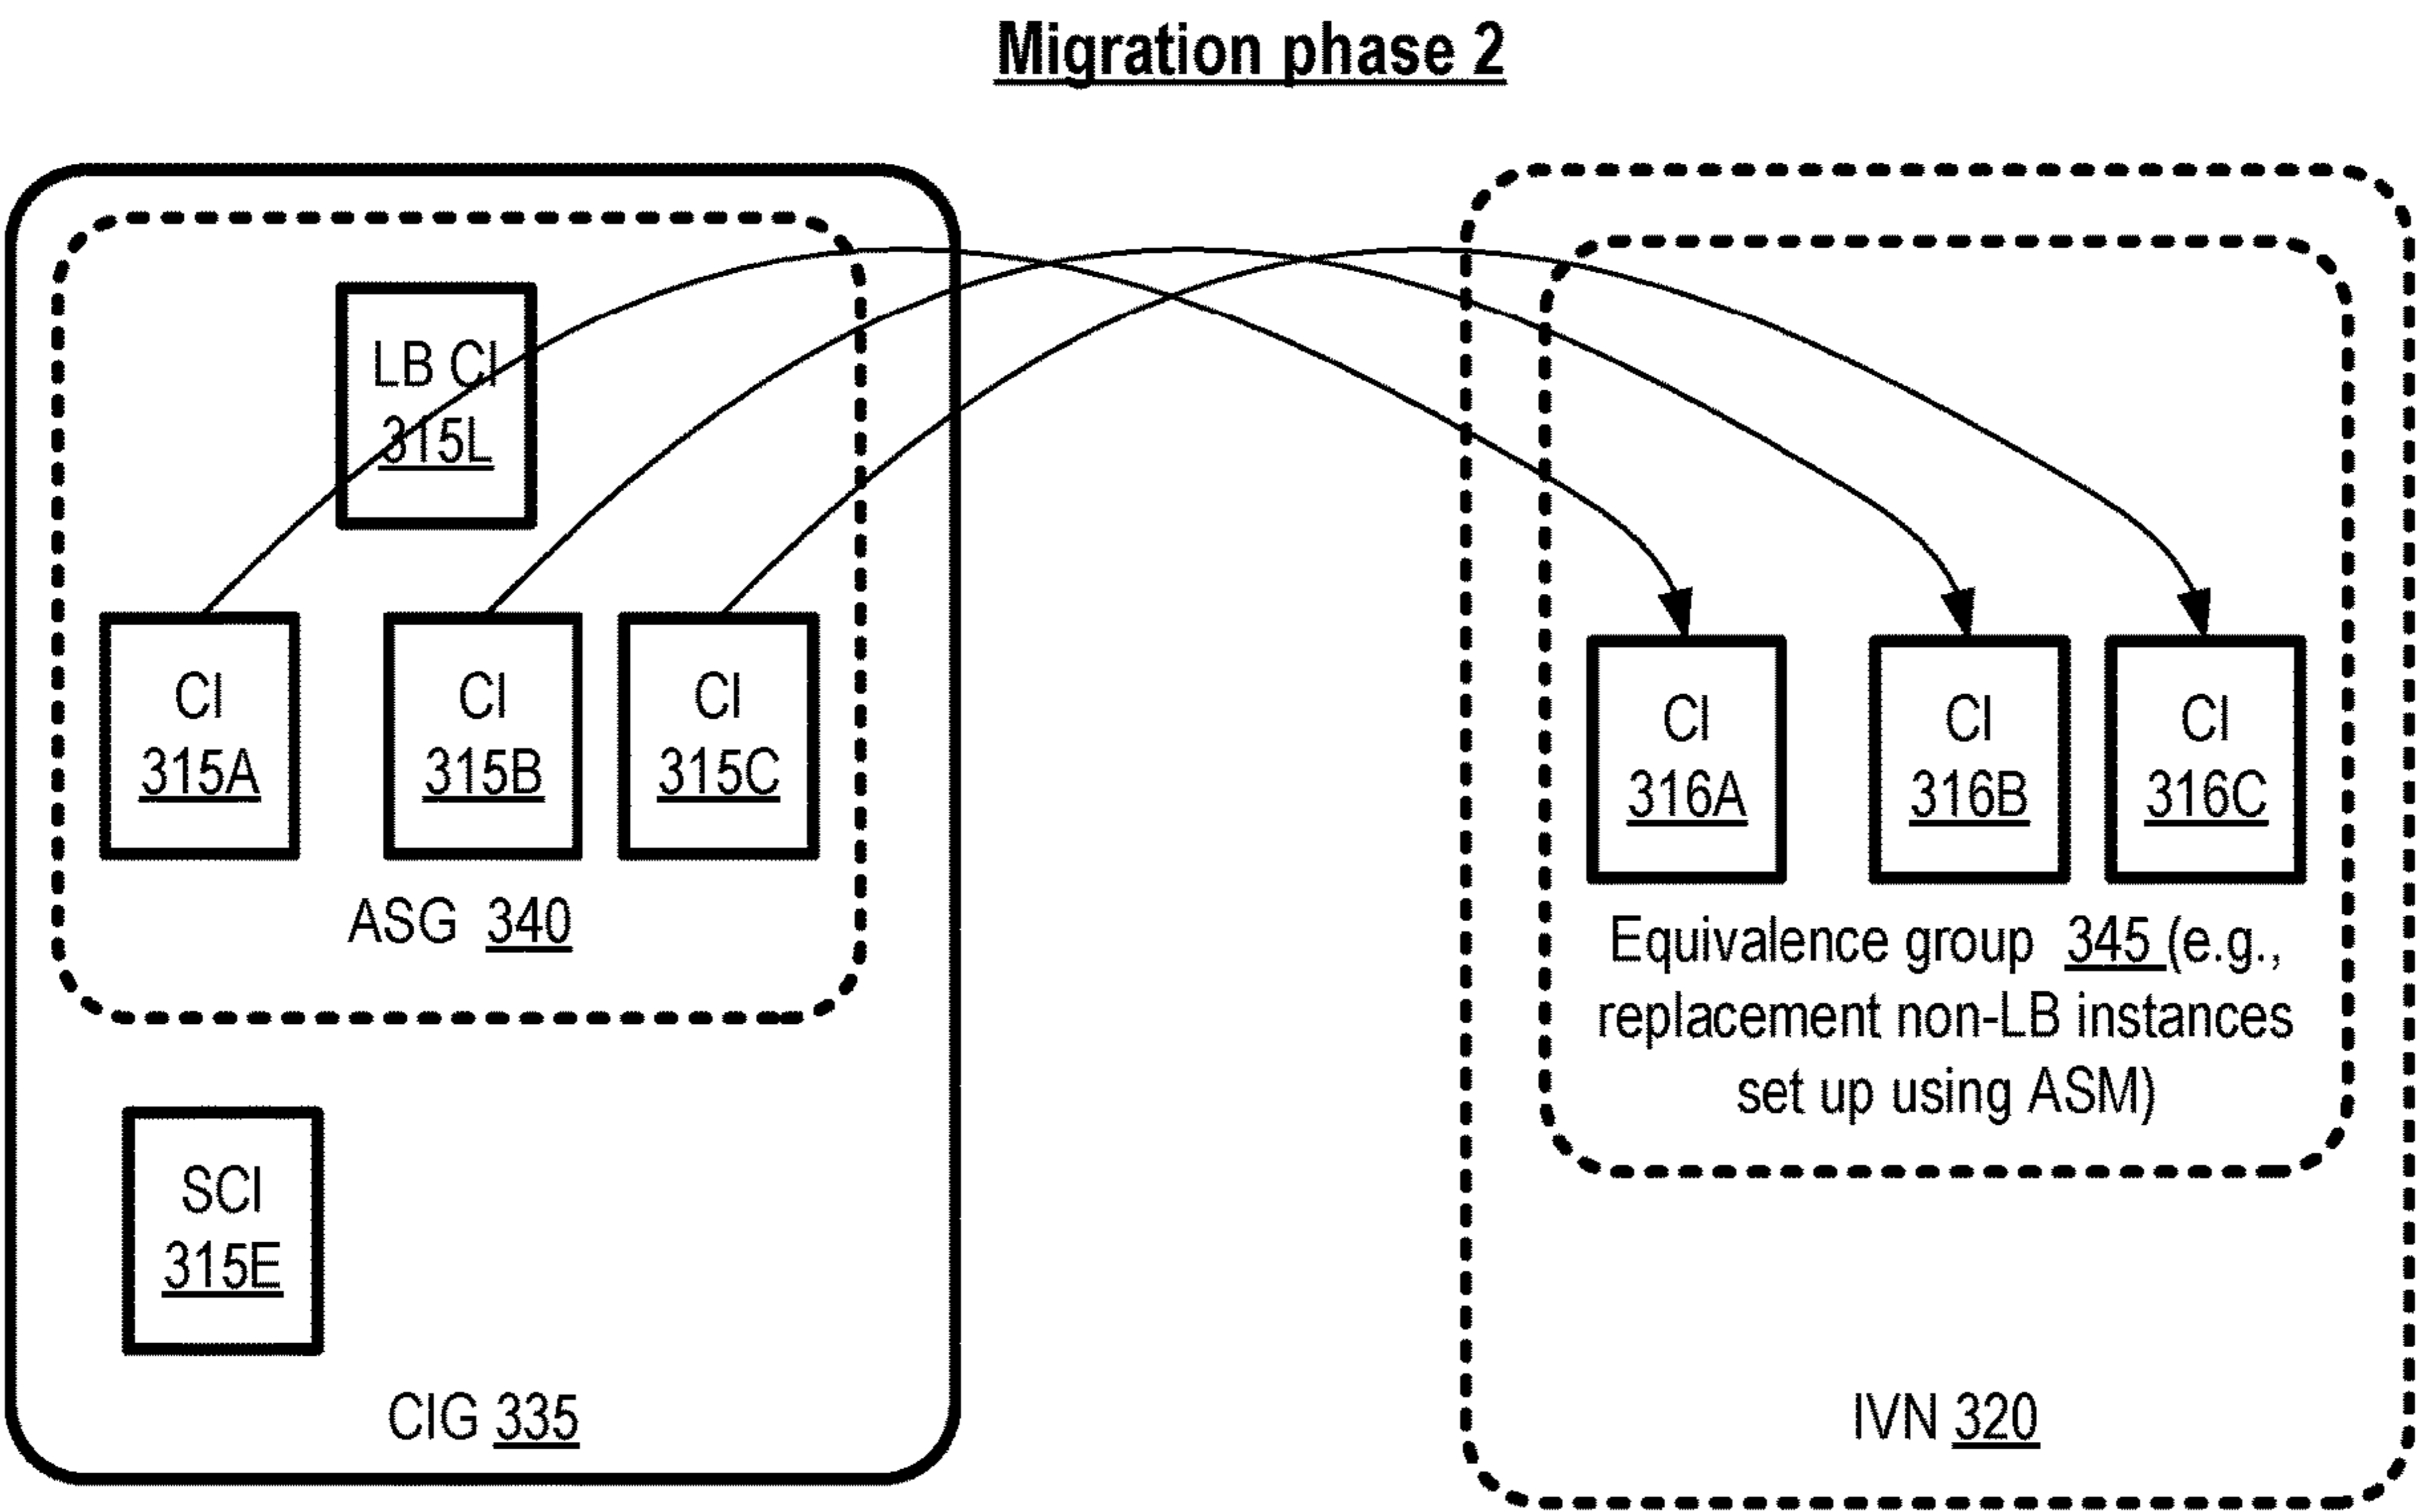 Migration phase 2
LB CI
315L
CI
315A
CI
315B
CI
315C
ASG 340
SCI
315E
CIG 335
CI
316A
CI
316B
CI
316C
Equivalence group 345 (e.g.,
replacement non-LB instances
set up using ASM)
IVN 320